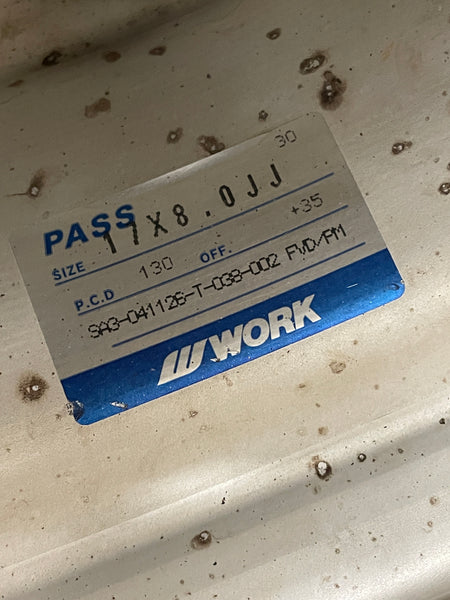 30
PASS
SIZE 17X8.0JJ
P.C.D 130 OFF. +35
SA3-041126-T-038-002 FVD/PM
WORK